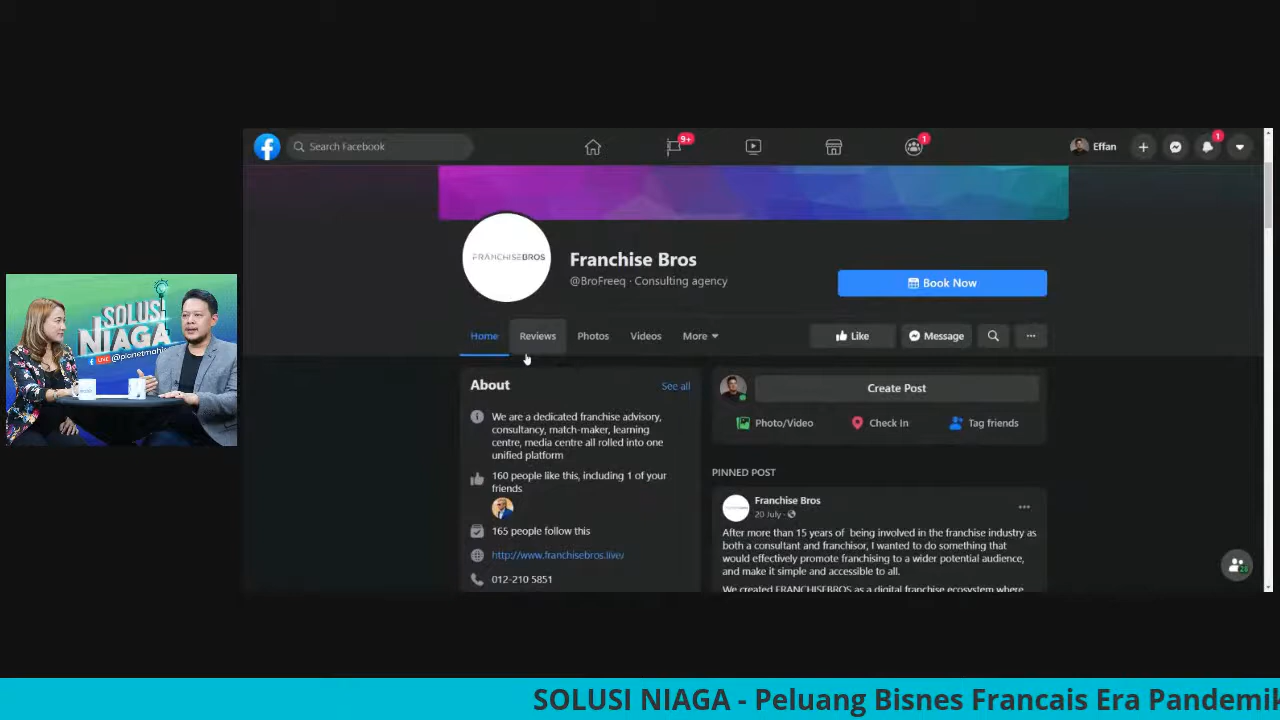 Search Facebook
9+
1
Effan
1
FRANCHISEBROS
Franchise Bros
@BroFreeq · Consulting agency
Book Now
Home
Reviews
Photos
Videos
More
Like
Message
SOLUSI
NIAGA
LIVE
About
See all
We are a dedicated franchise advisory,
consultancy, match-maker, learning
centre, media centre all rolled into one
unified platform
160 people like this, including 1 of your
friends
165 people follow this
http://www.franchisebros.live/
012-210 5851
Create Post
Photo/Video
Check In
Tag friends
PINNED POST
Franchise Bros
20 July ·
After more than 15 years of being involved in the franchise industry as
both a consultant and franchisor, I wanted to do something that
would effectively promote franchising to a wider potential audience,
and make it simple and accessible to all.
We created FRANCHISEBROS as a digital franchise ecosystem where
SOLUSI NIAGA - Peluang Bisnes Francais Era Pandemik